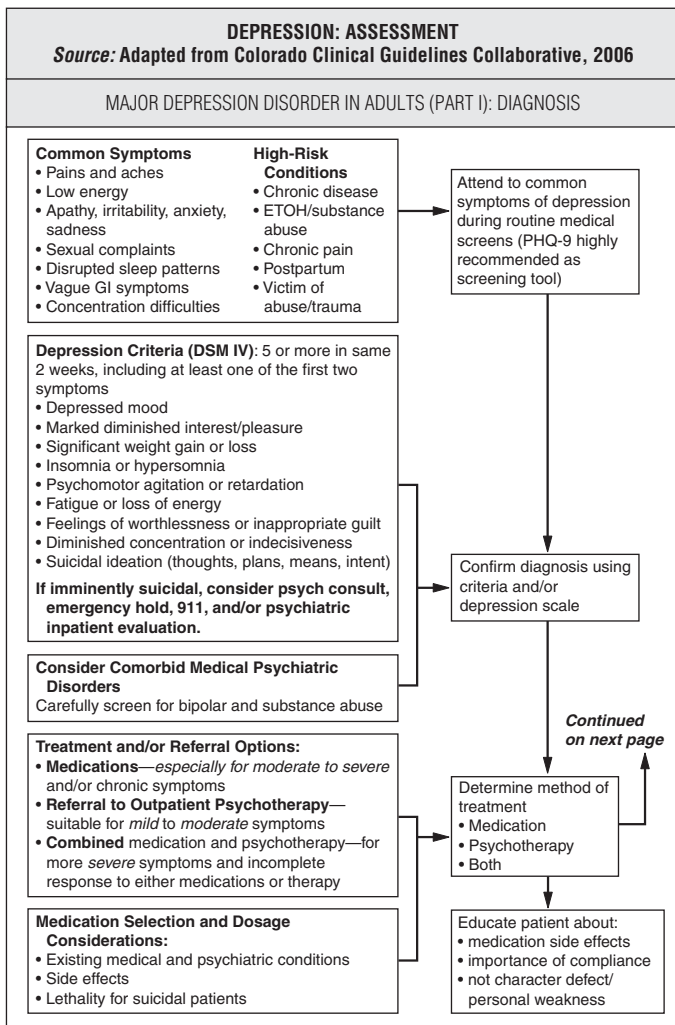 DEPRESSION: ASSESSMENT
Source: Adapted from Colorado Clinical Guidelines Collaborative, 2006
MAJOR DEPRESSION DISORDER IN ADULTS (PART I): DIAGNOSIS
Common Symptoms
• Pains and aches
• Low energy
• Apathy, irritability, anxiety,
sadness
• Sexual complaints
• Disrupted sleep patterns
• Vague GI symptoms
• Concentration difficulties
High-Risk
Conditions
• Chronic disease
• ETOH/substance
abuse
• Chronic pain
• Postpartum
• Victim of
abuse/trauma
Attend to common
symptoms of depression
during routine medical
screens (PHQ-9 highly
recommended as
screening tool)
Depression Criteria (DSM IV): 5 or more in same
2 weeks, including at least one of the first two
symptoms
• Depressed mood
• Marked diminished interest/pleasure
• Significant weight gain or loss
• Insomnia or hypersomnia
• Psychomotor agitation or retardation
• Fatigue or loss of energy
• Feelings of worthlessness or inappropriate guilt
• Diminished concentration or indecisiveness
• Suicidal ideation (thoughts, plans, means, intent)
If imminently suicidal, consider psych consult,
emergency hold, 911, and/or psychiatric
inpatient evaluation.
Confirm diagnosis using
criteria and/or
depression scale
Consider Comorbid Medical Psychiatric
Disorders
Carefully screen for bipolar and substance abuse
Continued
on next page
Treatment and/or Referral Options:
• Medications—especially for moderate to severe
and/or chronic symptoms
• Referral to Outpatient Psychotherapy—
suitable for mild to moderate symptoms
• Combined medication and psychotherapy—for
more severe symptoms and incomplete
response to either medications or therapy
Determine method of
treatment
• Medication
• Psychotherapy
• Both
Medication Selection and Dosage
Considerations:
• Existing medical and psychiatric conditions
• Side effects
• Lethality for suicidal patients
Educate patient about:
• medication side effects
• importance of compliance
• not character defect/
personal weakness